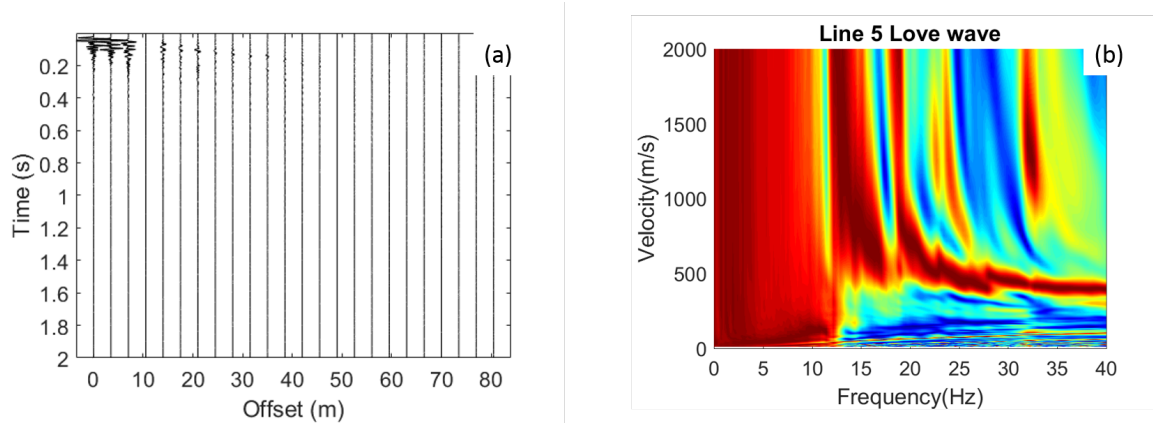 (a)
0.2
0.4
0.6
0.8
1
1.2
1.4
1.6
1.8
2
Time (s)
0 10 20 30 40 50 60 70 80
Offset (m)
Line 5 Love wave
(b)
2000
1500
1000
500
0
Velocity(m/s)
0 5 10 15 20 25 30 35 40
Frequency(Hz)